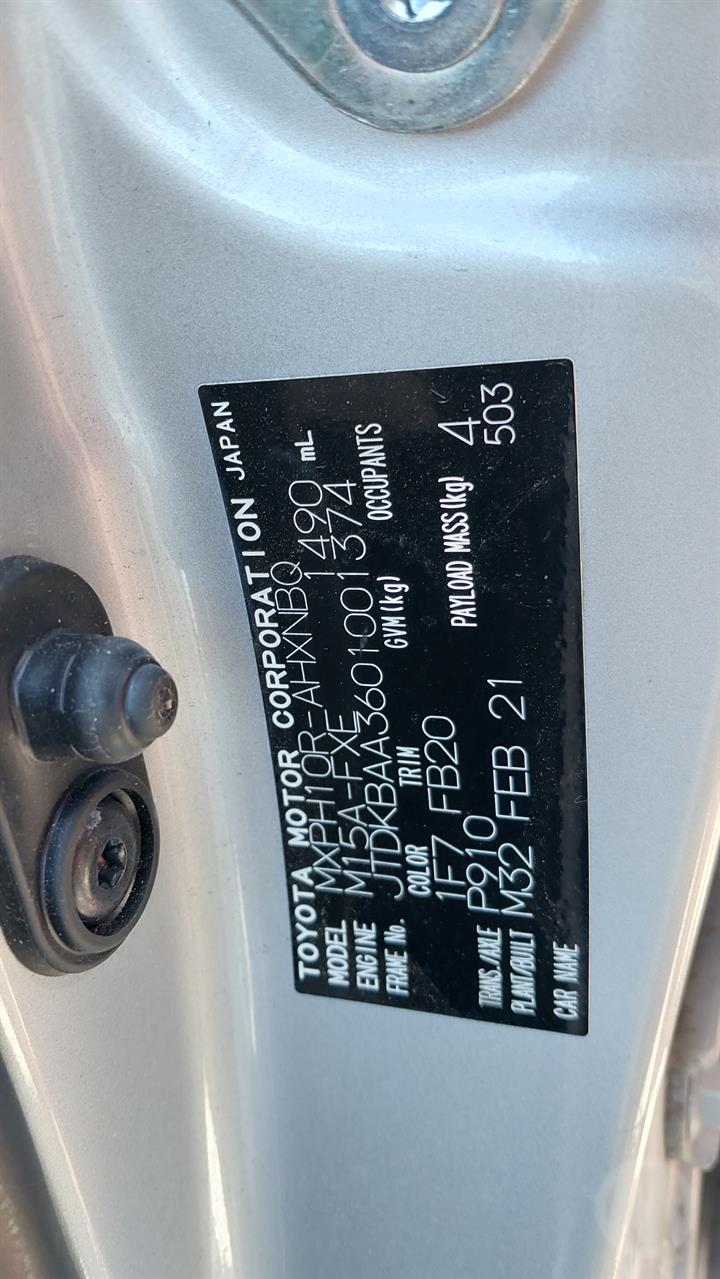 TOYOTA MOTOR CORPORATION JAPAN
MODEL MXPH10R-AHXNBQ
ENGINE M15A-FXE 1490 mL
FRAME No. JTDKBAA3601001374
COLOR TRIM GVM(kg) OCCUPANTS
1F7 FB20 4
TRANS./AXLE P910 PAYLOAD MASS(kg) 503
PLANT/BUILT M32 FEB 21
CAR NAME